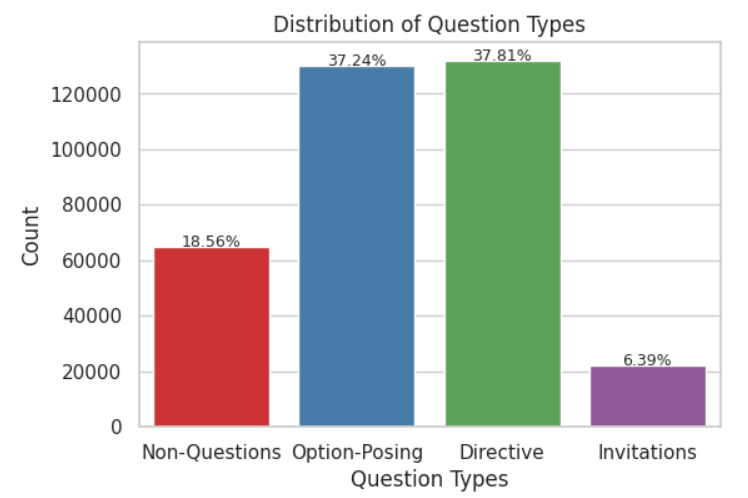 Distribution of Question Types
37.24%
37.81%
18.56%
6.39%
120000
100000
80000
60000
40000
20000
0
Count
Non-Questions Option-Posing Directive Invitations
Question Types